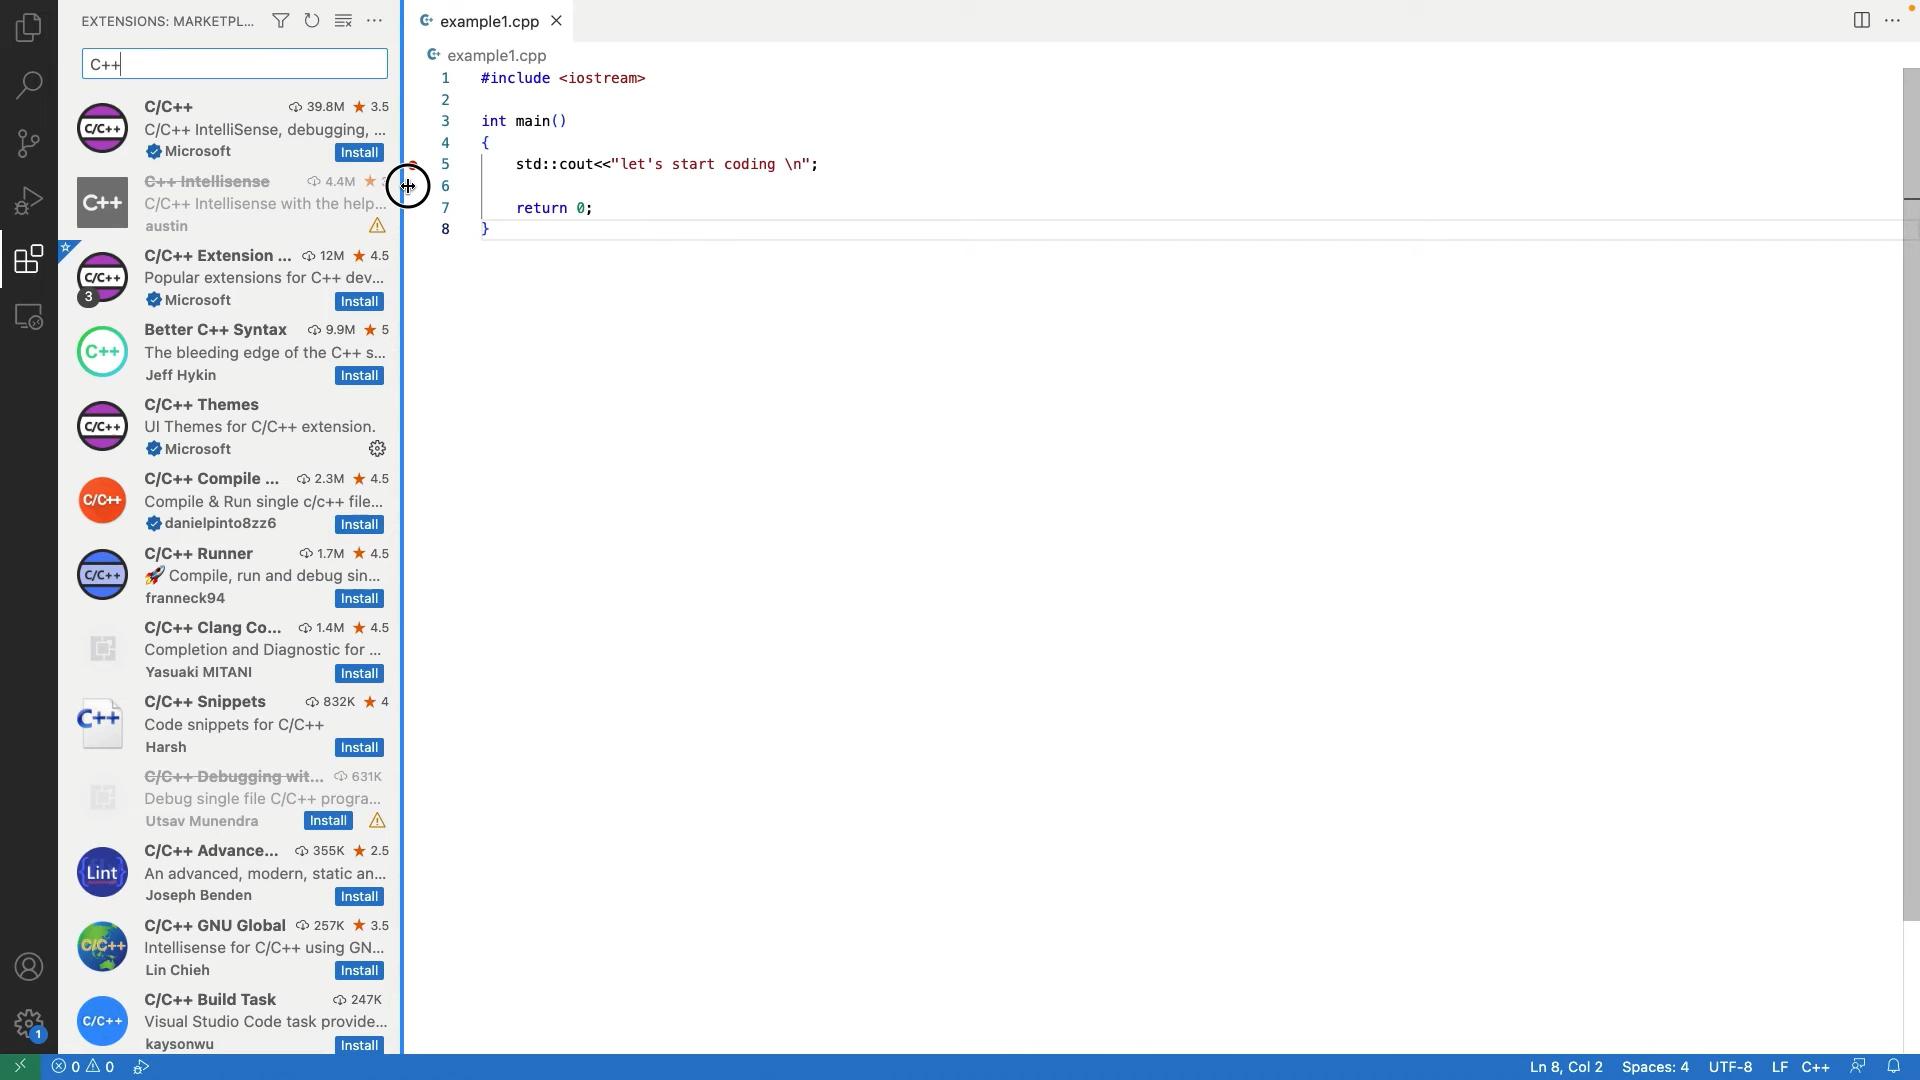 EXTENSIONS: MARKETPL...
C++
C/C++ 39.8M 3.5
C/C++ IntelliSense, debugging, ...
Microsoft Install
C++ Intellisense 4.4M
C/C++ Intellisense with the help...
austin
C/C++ Extension ... 12M 4.5
Popular extensions for C++ dev...
Microsoft Install
3
Better C++ Syntax 9.9M 5
The bleeding edge of the C++ s...
Jeff Hykin Install
C/C++ Themes
UI Themes for C/C++ extension.
Microsoft
C/C++ Compile ... 2.3M 4.5
Compile & Run single c/c++ file...
danielpinto8zz6 Install
C/C++ Runner 1.7M 4.5
🚀 Compile, run and debug sin...
franneck94 Install
C/C++ Clang Co... 1.4M 4.5
Completion and Diagnostic for ...
Yasuaki MITANI Install
C/C++ Snippets 832K 4
Code snippets for C/C++
Harsh Install
C/C++ Debugging wit... 631K
Debug single file C/C++ progra...
Utsav Munendra Install
C/C++ Advance... 355K 2.5
An advanced, modern, static an...
Joseph Benden Install
C/C++ GNU Global 257K 3.5
Intellisense for C/C++ using GN...
Lin Chieh Install
C/C++ Build Task 247K
Visual Studio Code task provide...
kaysonwu Install
C/C++
C++
C/C++
C++
C/C++
C/C++
C/C++
C++
Lint
C/C++
C/C++
1
example1.cpp
example1.cpp
1 #include <iostream>
2
3 int main()
4 {
5 std::cout<<"let's start coding \n";
6
7 return 0;
8 }
0 0
Ln 8, Col 2 Spaces: 4 UTF-8 LF C++